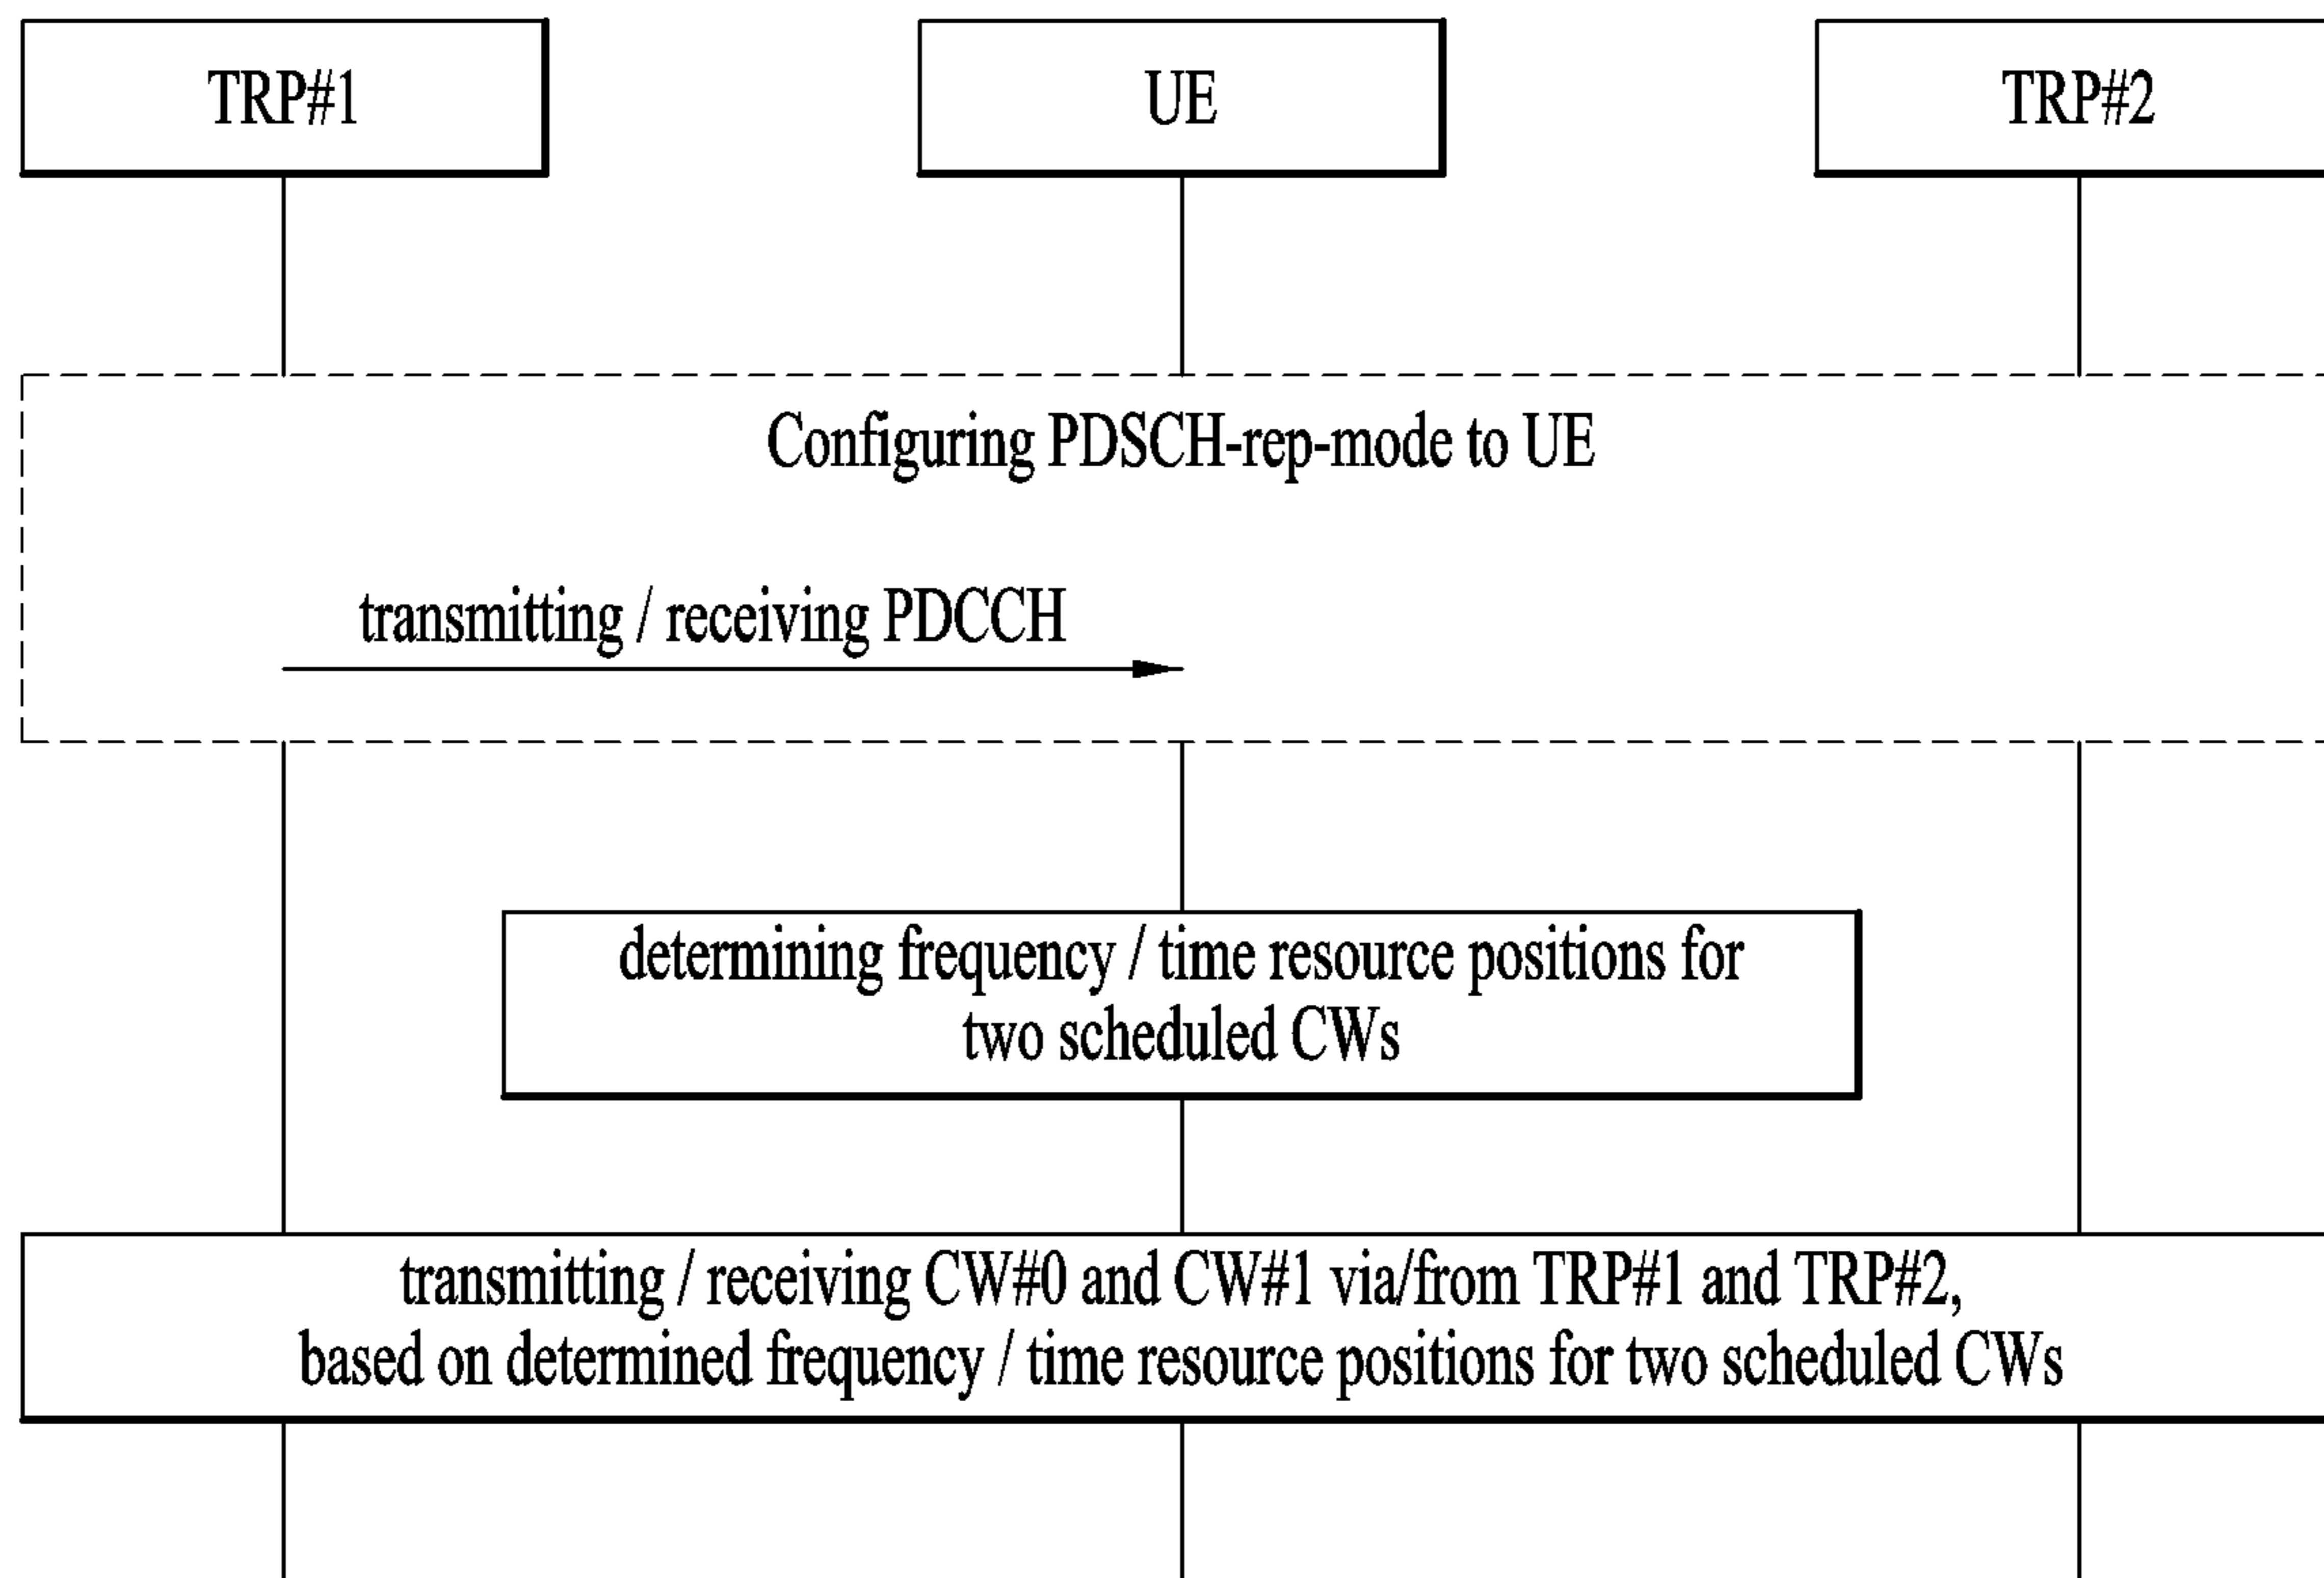 TRP#1
UE
TRP#2
Configuring PDSCH-rep-mode to UE
transmitting / receiving PDCCH
determining frequency / time resource positions for
two scheduled CWs
transmitting / receiving CW#0 and CW#1 via/from TRP#1 and TRP#2,
based on determined frequency / time resource positions for two scheduled CWs